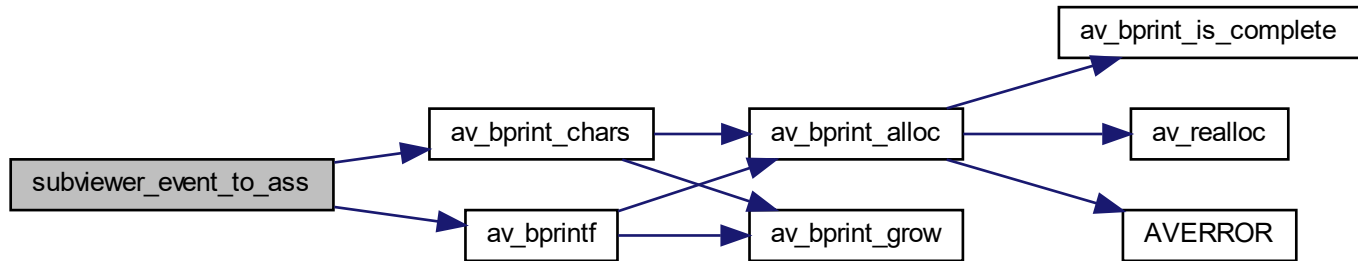 subviewer_event_to_ass
av_bprint_chars
av_bprintf
av_bprint_alloc
av_bprint_grow
av_bprint_is_complete
av_realloc
AVERROR